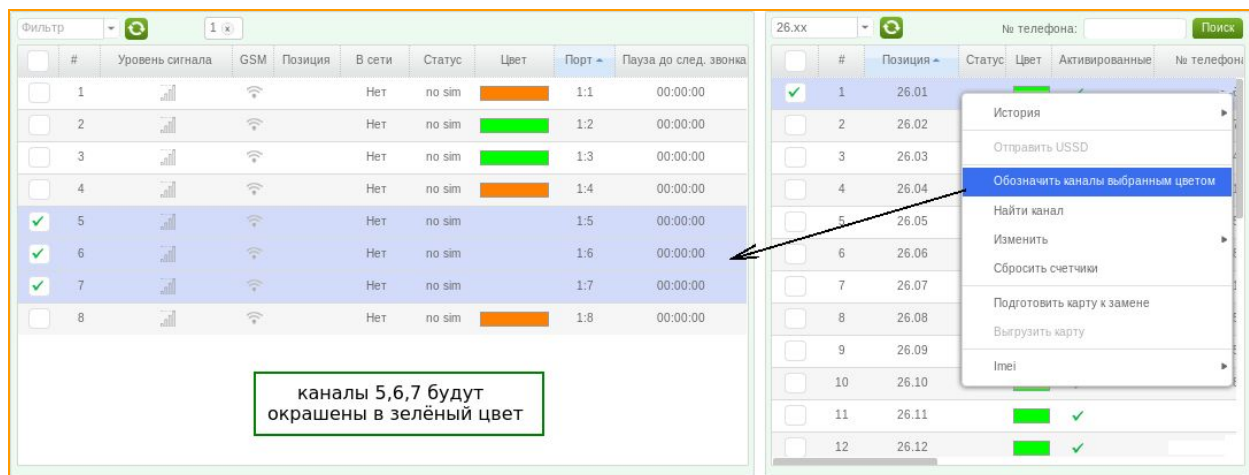 Фильтр
1
# Уровень сигнала GSM Позиция В сети Статус Цвет Порт Пауза до след. звонка
1 Нет no sim 1:1 00:00:00
2 Нет no sim 1:2 00:00:00
3 Нет no sim 1:3 00:00:00
4 Нет no sim 1:4 00:00:00
5 Нет no sim 1:5 00:00:00
6 Нет no sim 1:6 00:00:00
7 Нет no sim 1:7 00:00:00
8 Нет no sim 1:8 00:00:00
каналы 5,6,7 будут
окрашены в зелёный цвет
26.xx № телефона: Поиск
# Позиция Статус Цвет Активированные № телефона
1 26.01
2 26.02
3 26.03
4 26.04
5 26.05
6 26.06
7 26.07
8 26.08
9 26.09
10 26.10
11 26.11
12 26.12
История
Отправить USSD
Обозначить каналы выбранным цветом
Найти канал
Изменить
Сбросить счетчики
Подготовить карту к замене
Выгрузить карту
Imei